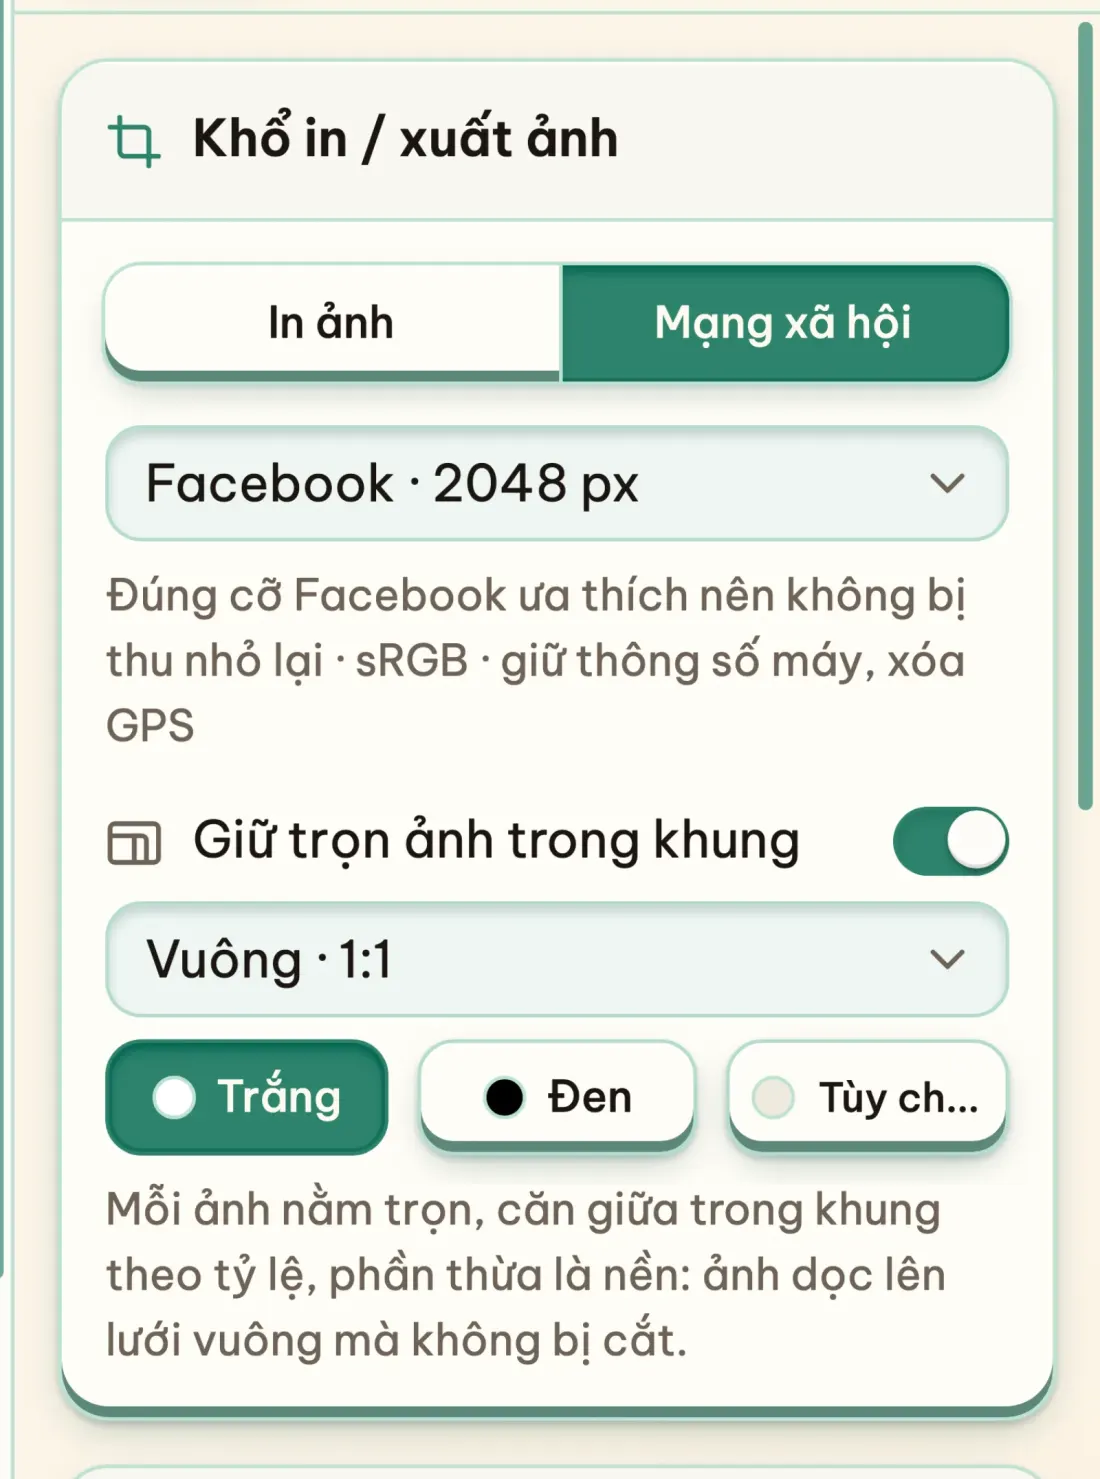 Khổ in / xuất ảnh
In ảnh
Mạng xã hội
Facebook · 2048 px
Đúng cỡ Facebook ưa thích nên không bị
thu nhỏ lại · sRGB · giữ thông số máy, xóa
GPS
Giữ trọn ảnh trong khung
Vuông · 1:1
Trắng
Đen
Tùy ch...
Mỗi ảnh nằm trọn, căn giữa trong khung
theo tỷ lệ, phần thừa là nền: ảnh dọc lên
lưới vuông mà không bị cắt.